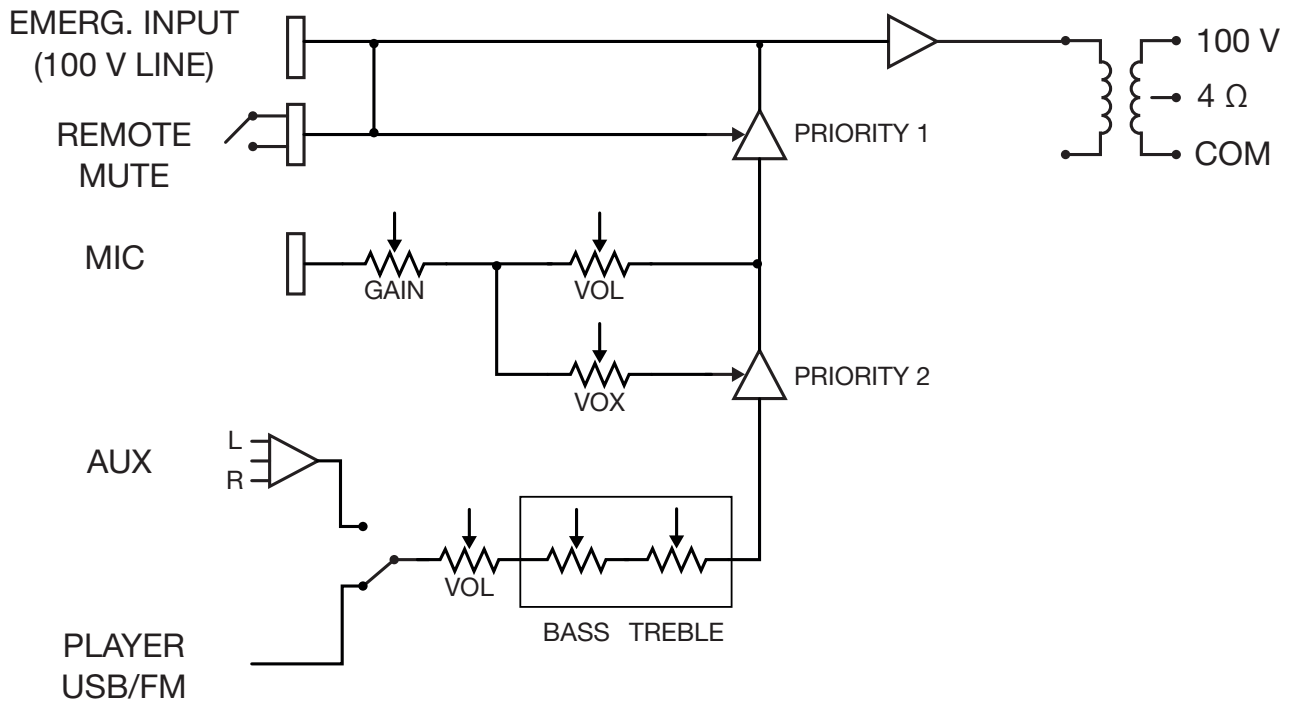 EMERG. INPUT
(100 V LINE)
100 V
4 Ω
COM
REMOTE
MUTE
PRIORITY 1
MIC
GAIN
VOL
VOX
PRIORITY 2
AUX
L
R
VOL
BASS
TREBLE
PLAYER
USB/FM